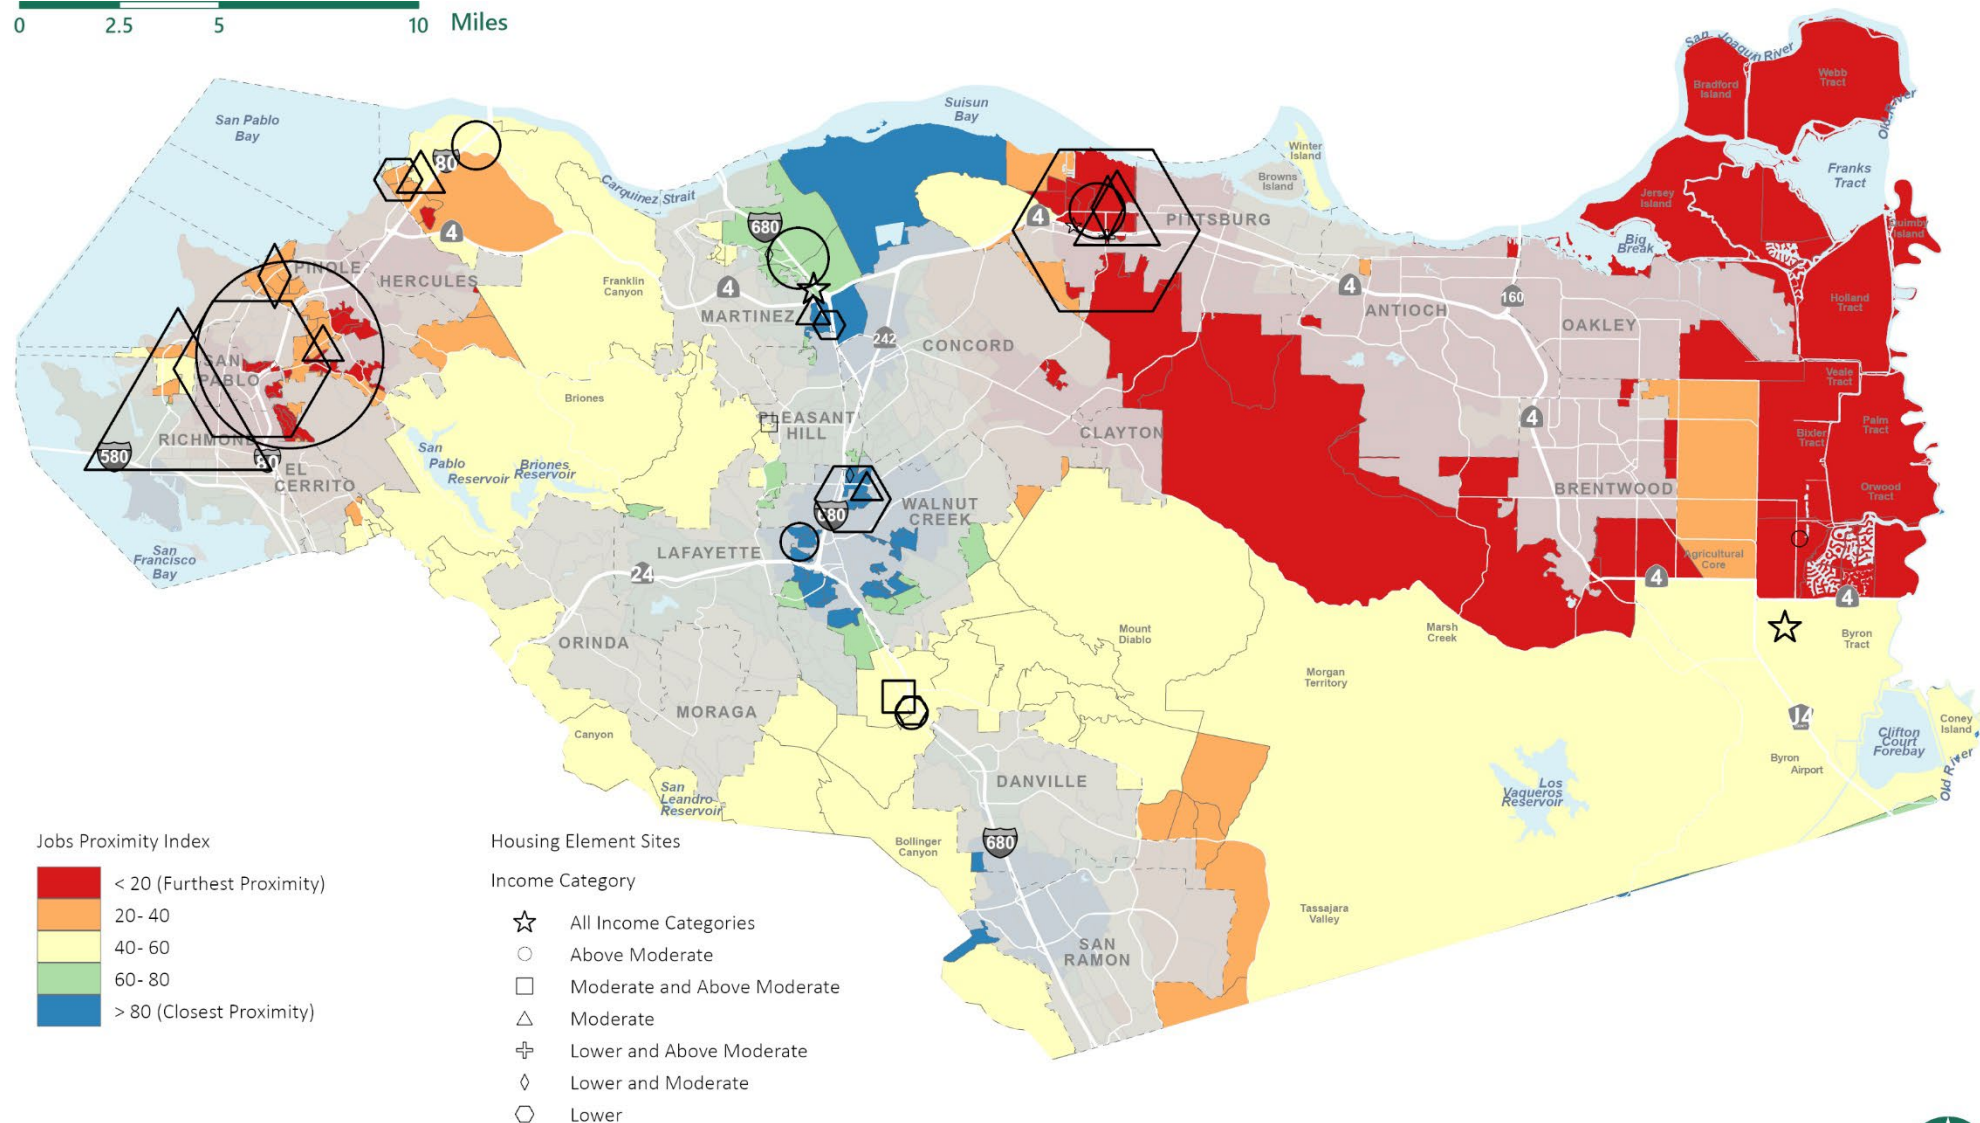 0 2.5 5 10 Miles
San Joaquin River
Webb
Tract
Bradford
Island
Old River
Suisun
Bay
San Pablo
Bay
80
Winter
Island
Franks
Tract
Browns
Island
Carquinez Strait
Jersey
Island
4
680
4
PITTSBURG
Quimby
Island
Big
Break
PINOLE
HERCULES
Franklin
Canyon
4
4
160
Holland
Tract
MARTINEZ
ANTIOCH
OAKLEY
242
CONCORD
SAN
PABLO
Veale
Tract
Briones
PLEASANT
HILL
4
Palm
Tract
RICHMOND
CLAYTON
Bixler
Tract
580
80
San
Pablo
Reservoir
Briones
Reservoir
EL
CERRITO
BRENTWOOD
Orwood
Tract
WALNUT
CREEK
680
San
Francisco
Bay
LAFAYETTE
24
Agricultural
Core
4
4
ORINDA
Mount
Diablo
Marsh
Creek
Byron
Tract
Morgan
Territory
MORAGA
J4
Coney
Island
Canyon
Clifton
Court
Forebay
Byron
Airport
Old River
DANVILLE
San
Leandro
Reservoir
Los
Vaqueros
Reservoir
680
Bollinger
Canyon
Tassajara
Valley
SAN
RAMON
Jobs Proximity Index
< 20 (Furthest Proximity)
20- 40
40- 60
60- 80
> 80 (Closest Proximity)
Housing Element Sites
Income Category
All Income Categories
Above Moderate
Moderate and Above Moderate
Moderate
Lower and Above Moderate
Lower and Moderate
Lower